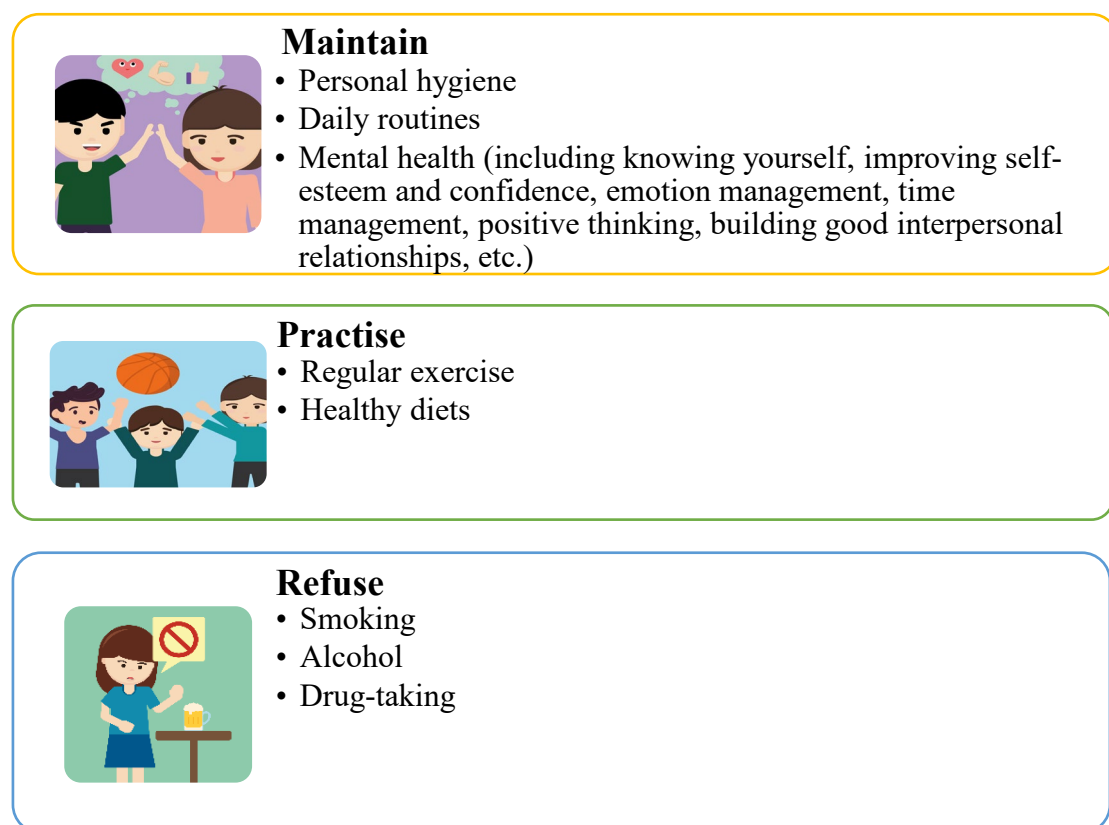 Maintain
• Personal hygiene
• Daily routines
• Mental health (including knowing yourself, improving self-
esteem and confidence, emotion management, time
management, positive thinking, building good interpersonal
relationships, etc.)
Practise
• Regular exercise
• Healthy diets
Refuse
• Smoking
• Alcohol
• Drug-taking